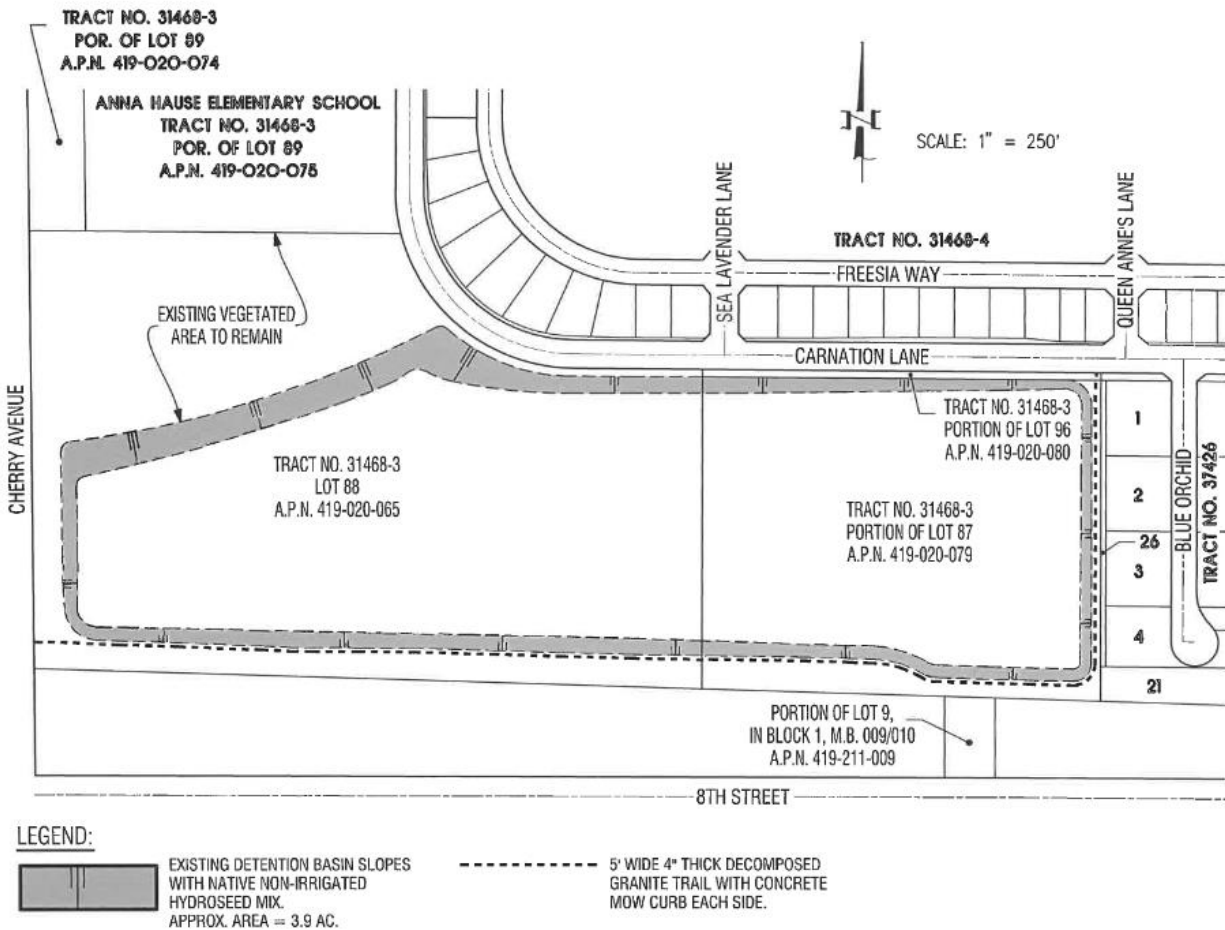 TRACT NO. 31468-3
POR. OF LOT 89
A.P.N. 419-020-074
ANNA HAUSE ELEMENTARY SCHOOL
TRACT NO. 31468-3
POR. OF LOT 89
A.P.N. 419-020-075
N
SCALE: 1" = 250'
SEA LAVENDER LANE
QUEEN ANNE'S LANE
TRACT NO. 31468-4
FREESIA WAY
EXISTING VEGETATED
AREA TO REMAIN
CARNATION LANE
CHERRY AVENUE
TRACT NO. 31468-3
PORTION OF LOT 96
A.P.N. 419-020-080
TRACT NO. 31468-3
LOT 88
A.P.N. 419-020-065
TRACT NO. 31468-3
PORTION OF LOT 87
A.P.N. 419-020-079
1
2
26
3
4
21
BLUE ORCHID
TRACT NO. 37426
PORTION OF LOT 9,
IN BLOCK 1, M.B. 009/010
A.P.N. 419-211-009
8TH STREET
LEGEND:
EXISTING DETENTION BASIN SLOPES
WITH NATIVE NON-IRRIGATED
HYDROSEED MIX.
APPROX. AREA = 3.9 AC.
5' WIDE 4" THICK DECOMPOSED
GRANITE TRAIL WITH CONCRETE
MOW CURB EACH SIDE.